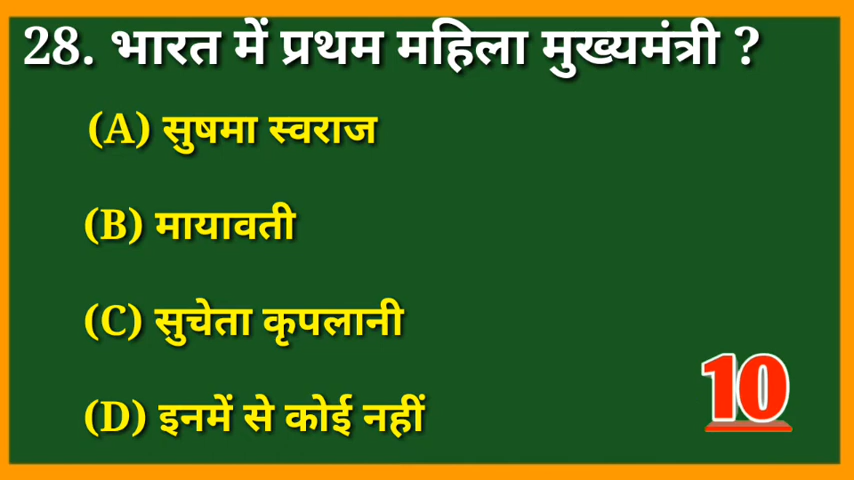 28. भारत में प्रथम महिला मुख्यमंत्री ?
(A) सुषमा स्वराज
(B) मायावती
(C) सुचेता कृपलानी
(D) इनमें से कोई नहीं
10